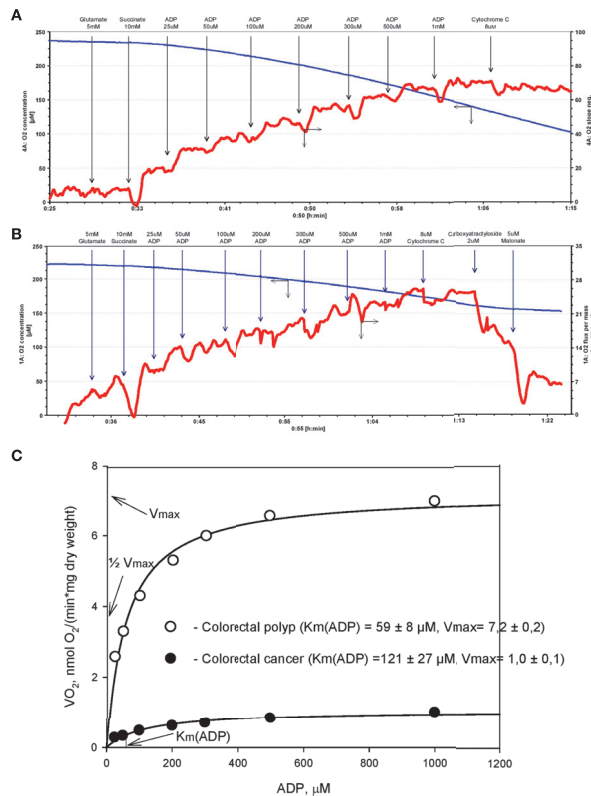 A
Glutamate Succinate ADP ADP ADP ADP ADP ADP ADP Cytochrome C
5mM 10mM 25uM 50uM 100uM 200uM 300uM 500uM 1mM 8uM
250 200 150 100 50 0
4A: O2 concentration
[µM]
100 80 60 40 20 0
4A: O2 slope neg.
0:25 0:33 0:41 0:50 0:58 1:06 1:15
0:50 [h:min]
B
5mM 10mM 25uM 50uM 100uM 200uM 300uM 500uM 1mM 8uM Carboxyatractyloside 5uM
Glutamate Succinate ADP ADP ADP ADP ADP ADP ADP Cytochrome C 2uM Malonate
250 200 150 100 50 0
1A: O2 concentration
[µM]
35 28 21 14 7 0
1A: O2 flux per mass
0:36 0:45 0:55 1:04 1:13 1:22
0:55 [h:min]
C
8
6
4
2
0
VO2, nmol O2/(min*mg dry weight)
Vmax
½ Vmax
- Colorectal polyp (Km(ADP) = 59 ± 8 µM, Vmax= 7,2 ± 0,2)
- Colorectal cancer (Km(ADP) =121 ± 27 µM, Vmax= 1,0 ± 0,1)
Km(ADP)
0 200 400 600 800 1000 1200
ADP, µM